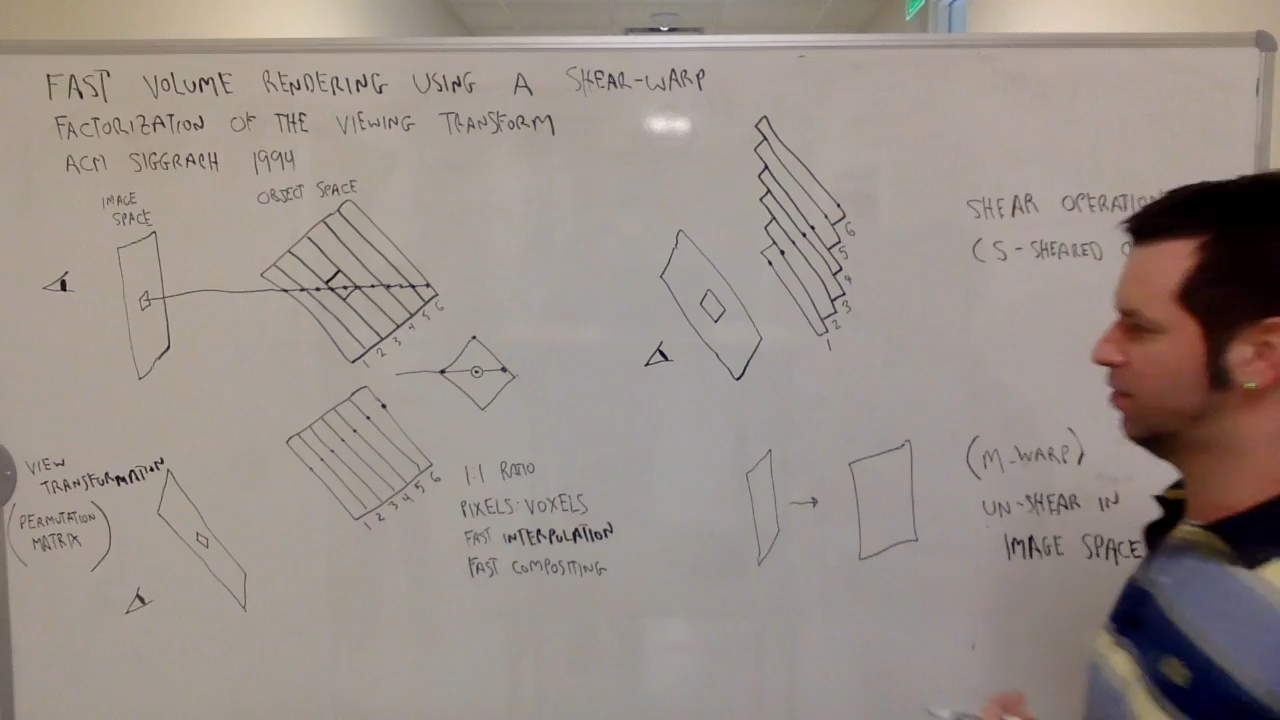 FAST VOLUME RENDERING USING A SHEAR-WARP
FACTORIZATION OF THE VIEWING TRANSFORM
ACM SIGGRAPH 1994
IMAGE
SPACE
OBJECT SPACE
1 2 3 4 5 6
VIEW
TRANSFORMATION
(PERMUTATION
MATRIX)
1 2 3 4 5 6
1:1 RATIO
PIXELS:VOXELS
FAST INTERPOLATION
FAST COMPOSITING
1 2 3 4 5 6
SHEAR OPERATION
(S-SHEARED O
(M-WARP)
UN-SHEAR IN
IMAGE SPACE